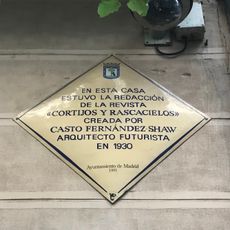 EN ESTA CASA
ESTUVO LA REDACCIÓN
DE LA REVISTA
«CORTIJOS Y RASCACIELOS»
CREADA POR
CASTO FERNÁNDEZ SHAW
ARQUITECTO FUTURISTA
EN 1930
Ayuntamiento de Madrid
1991